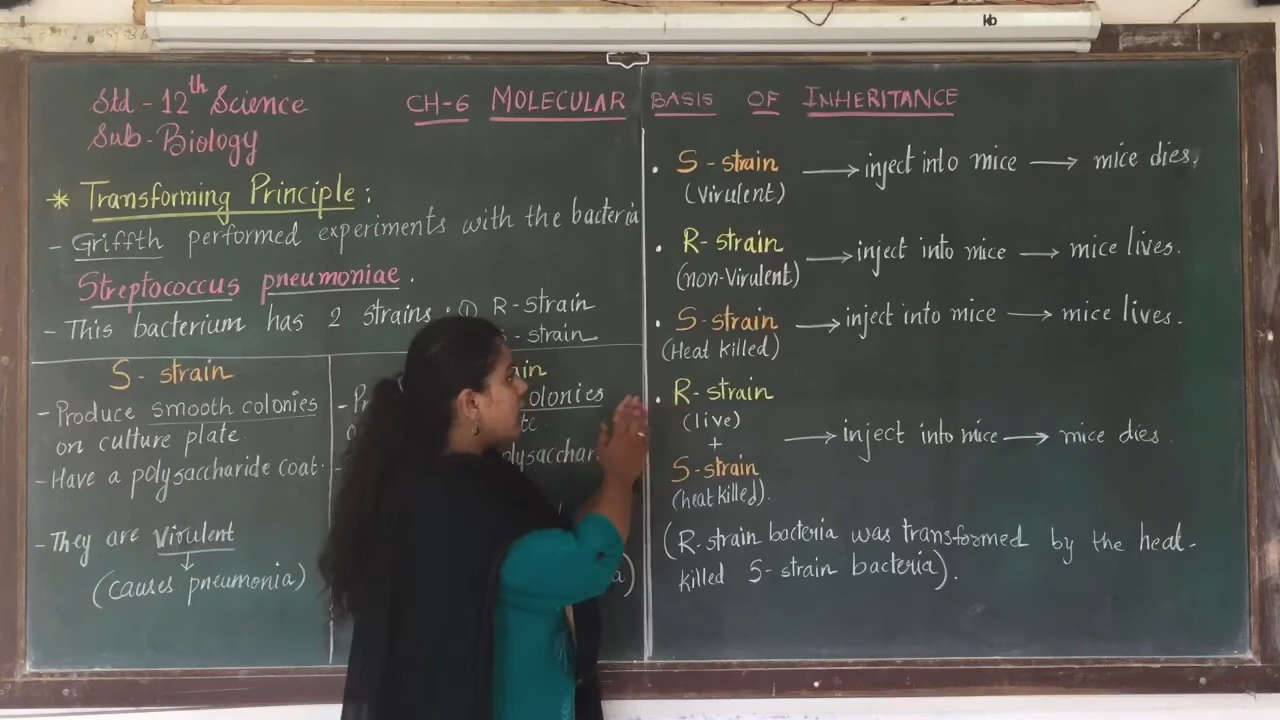 Std - 12th Science
Sub - Biology
CH-6 MOLECULAR BASIS OF INHERITANCE
* Transforming Principle :
- Griffth performed experiments with the bacteria
Streptococcus pneumoniae.
- This bacterium has 2 strains : ① R-strain
- strain
S- strain
- Produce smooth colonies
on culture plate.
- Have a polysaccharide coat.
- They are virulent
↓
(causes pneumonia)
colonies
• S-strain → inject into mice → mice dies.
(Virulent)
• R-strain → inject into mice → mice lives.
(non-Virulent)
• S-strain → inject into mice → mice lives.
(Heat killed)
• R-strain
(live)
+ → inject into mice → mice dies
S-strain
(heat killed).
(R-strain bacteria was transformed by the heat-
killed S-strain bacteria).